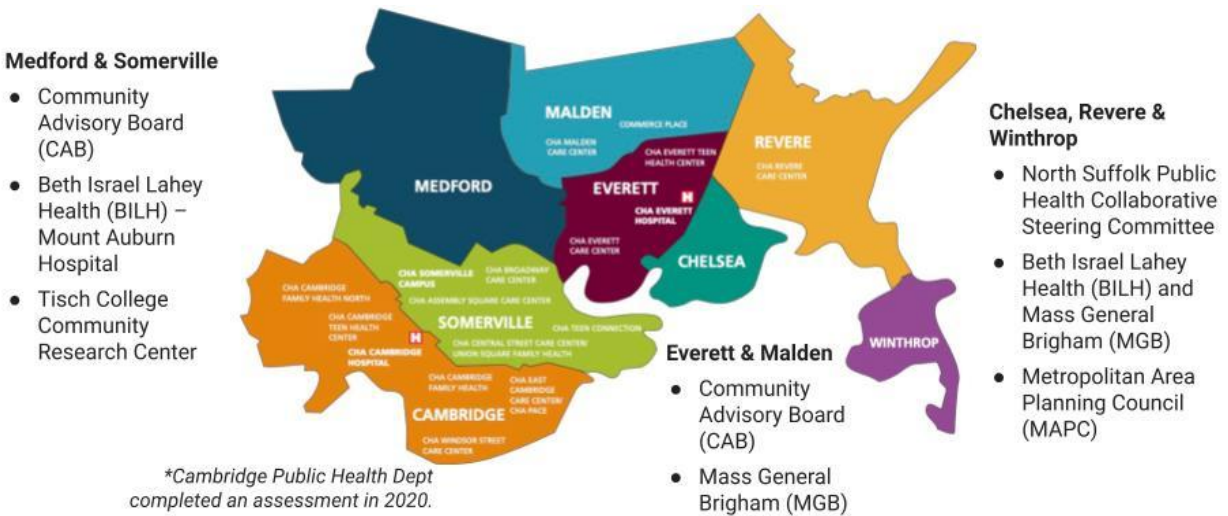 Medford & Somerville
● Community
Advisory Board
(CAB)
● Beth Israel Lahey
Health (BILH) –
Mount Auburn
Hospital
● Tisch College
Community
Research Center
MALDEN
COMMERCE PLACE
CHA MALDEN
CARE CENTER
MEDFORD
CHA EVERETT TEEN
HEALTH CENTER
EVERETT
H
CHA EVERETT
HOSPITAL
CHA EVERETT
CARE CENTER
REVERE
CHA REVERE
CARE CENTER
CHELSEA
WINTHROP
CHA SOMERVILLE
CAMPUS
CHA BROADWAY
CARE CENTER
CHA ASSEMBLY SQUARE CARE CENTER
SOMERVILLE
CHA TEEN CONNECTION
CHA CENTRAL STREET CARE CENTER/
UNION SQUARE FAMILY HEALTH
CHA CAMBRIDGE
FAMILY HEALTH NORTH
CHA CAMBRIDGE
TEEN HEALTH
CENTER
H
CHA CAMBRIDGE
HOSPITAL
CHA CAMBRIDGE
FAMILY HEALTH
CHA EAST
CAMBRIDGE
CARE CENTER/
CHA PACE
CAMBRIDGE
CHA WINDSOR STREET
CARE CENTER
*Cambridge Public Health Dept
completed an assessment in 2020.
Everett & Malden
● Community
Advisory Board
(CAB)
● Mass General
Brigham (MGB)
Chelsea, Revere &
Winthrop
● North Suffolk Public
Health Collaborative
Steering Committee
● Beth Israel Lahey
Health (BILH) and
Mass General
Brigham (MGB)
● Metropolitan Area
Planning Council
(MAPC)